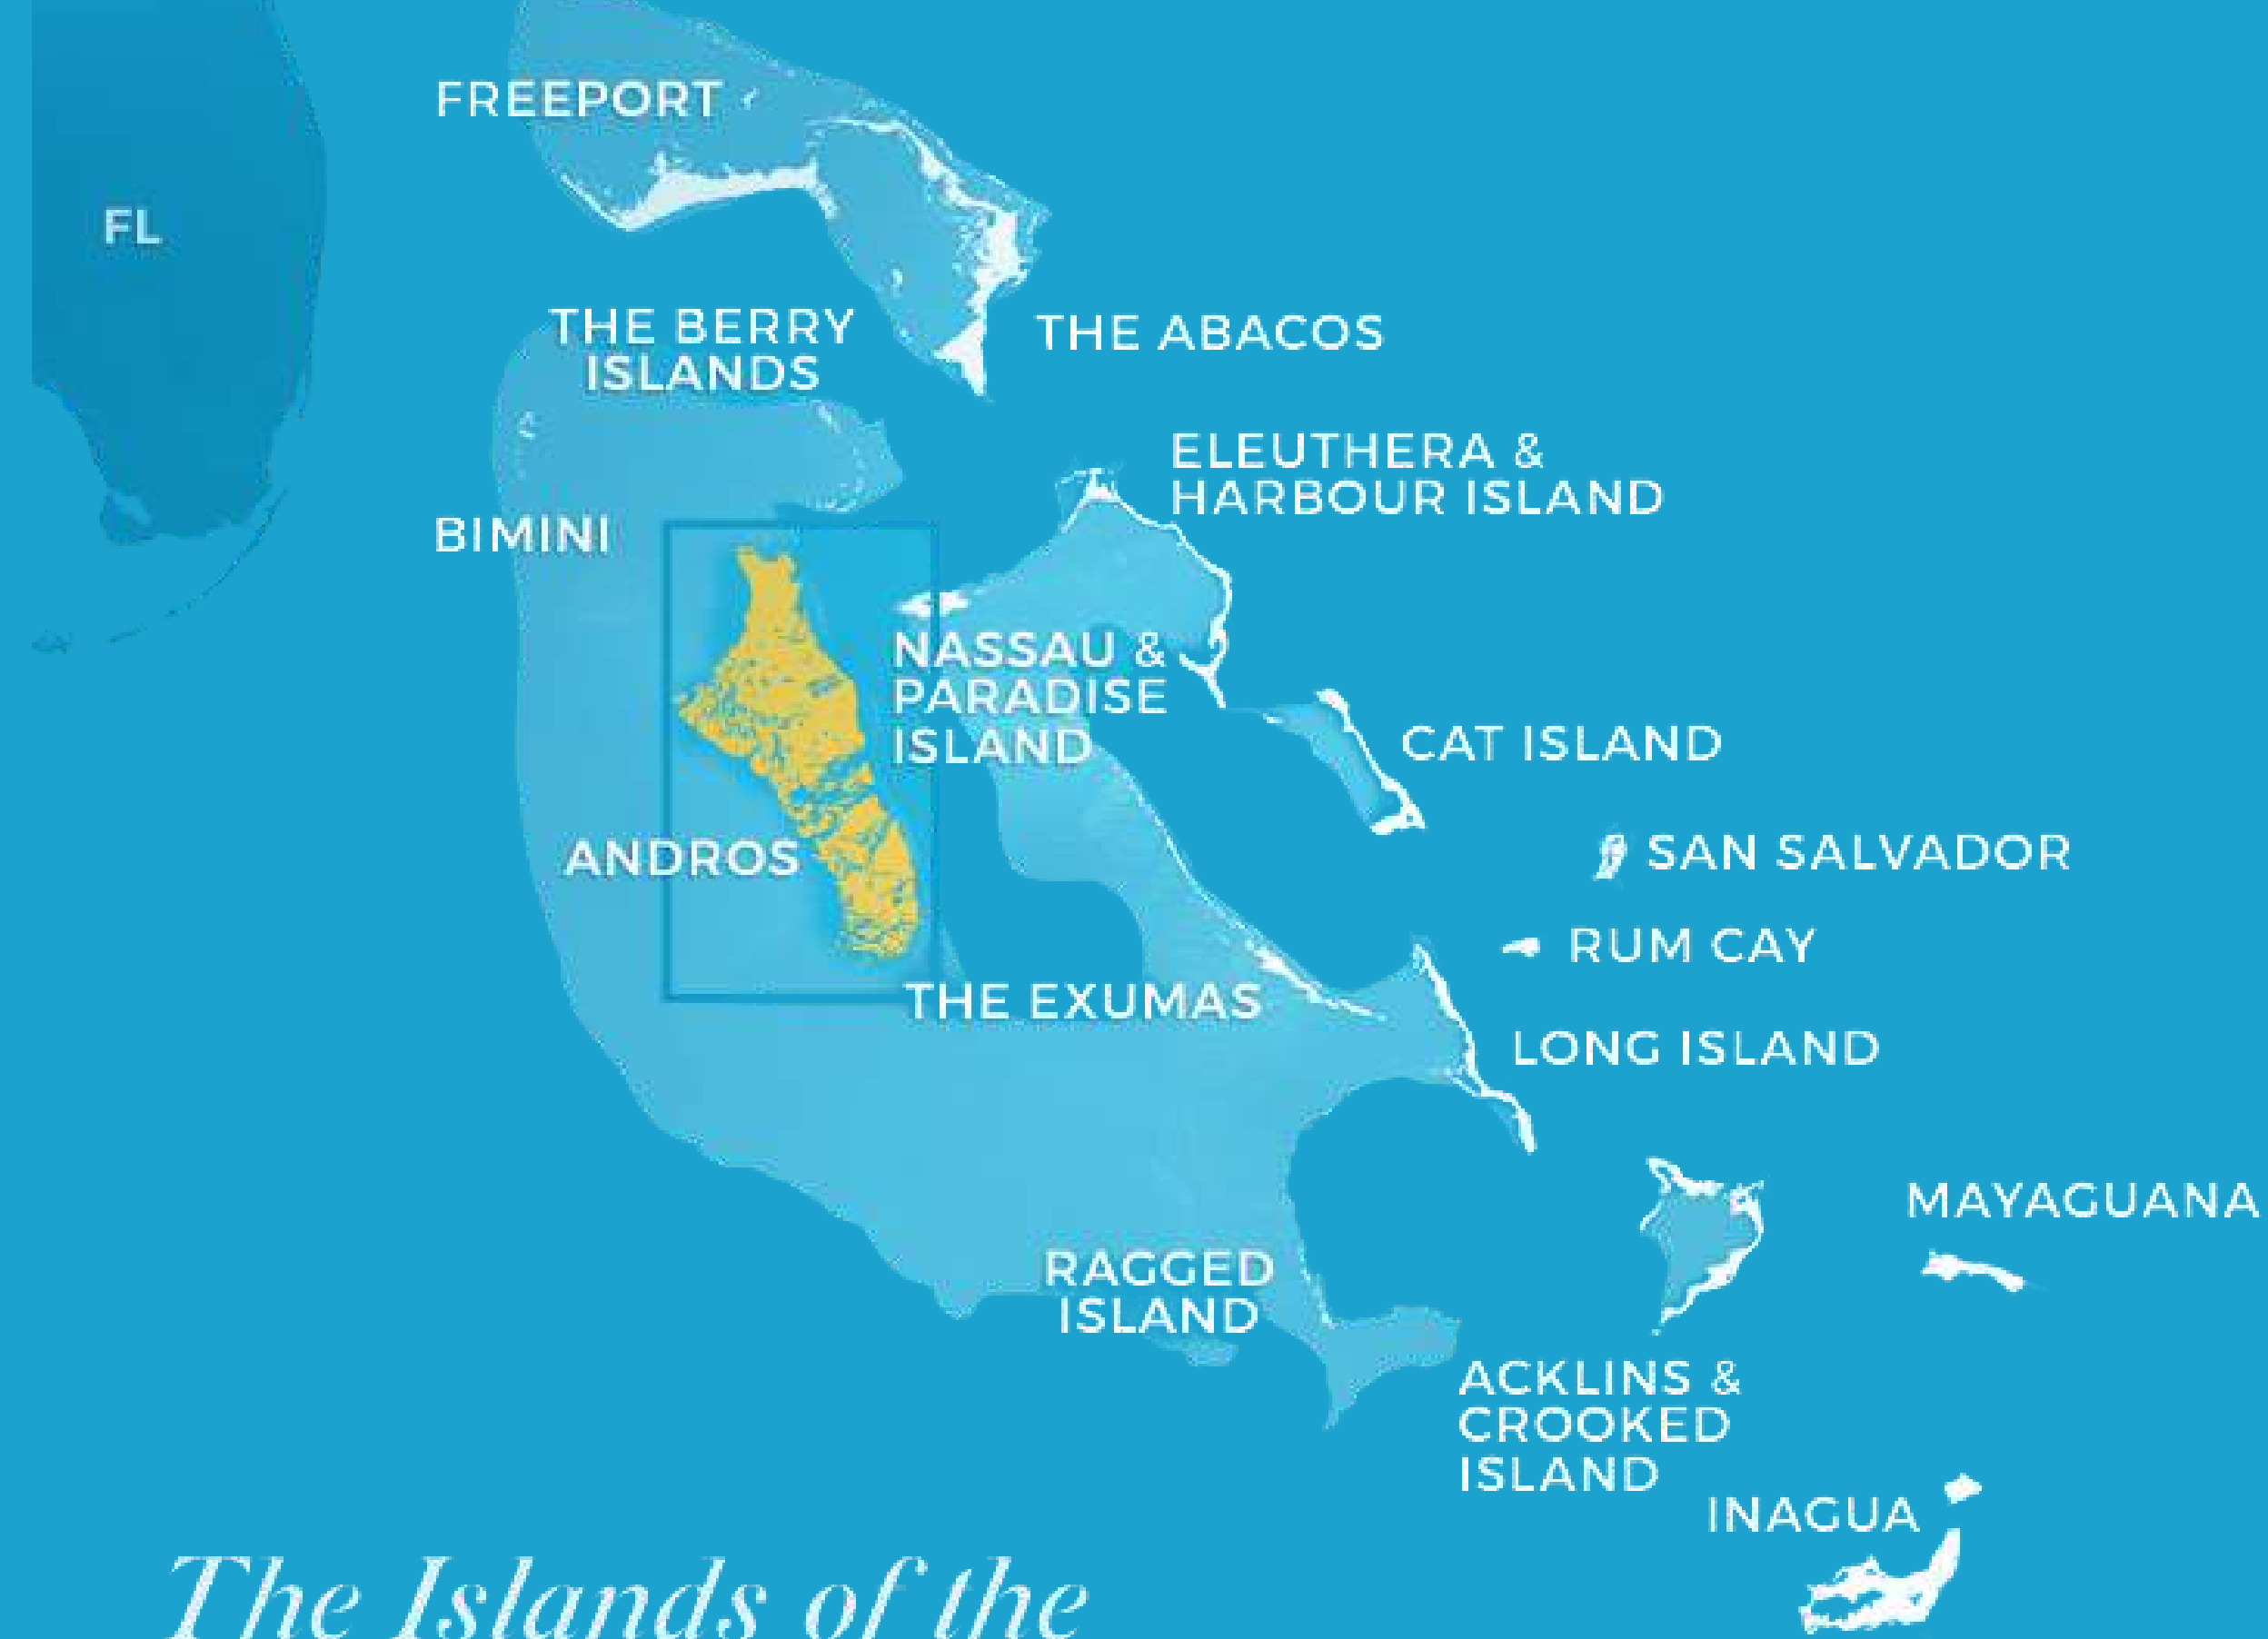 FREEPORT
FL
THE BERRY
ISLANDS
THE ABACOS
ELEUTHERA &
HARBOUR ISLAND
BIMINI
NASSAU &
PARADISE
ISLAND
CAT ISLAND
ANDROS
SAN SALVADOR
RUM CAY
THE EXUMAS
LONG ISLAND
MAYAGUANA
RAGGED
ISLAND
ACKLINS &
CROOKED
ISLAND
INAGUA
The Islands of the